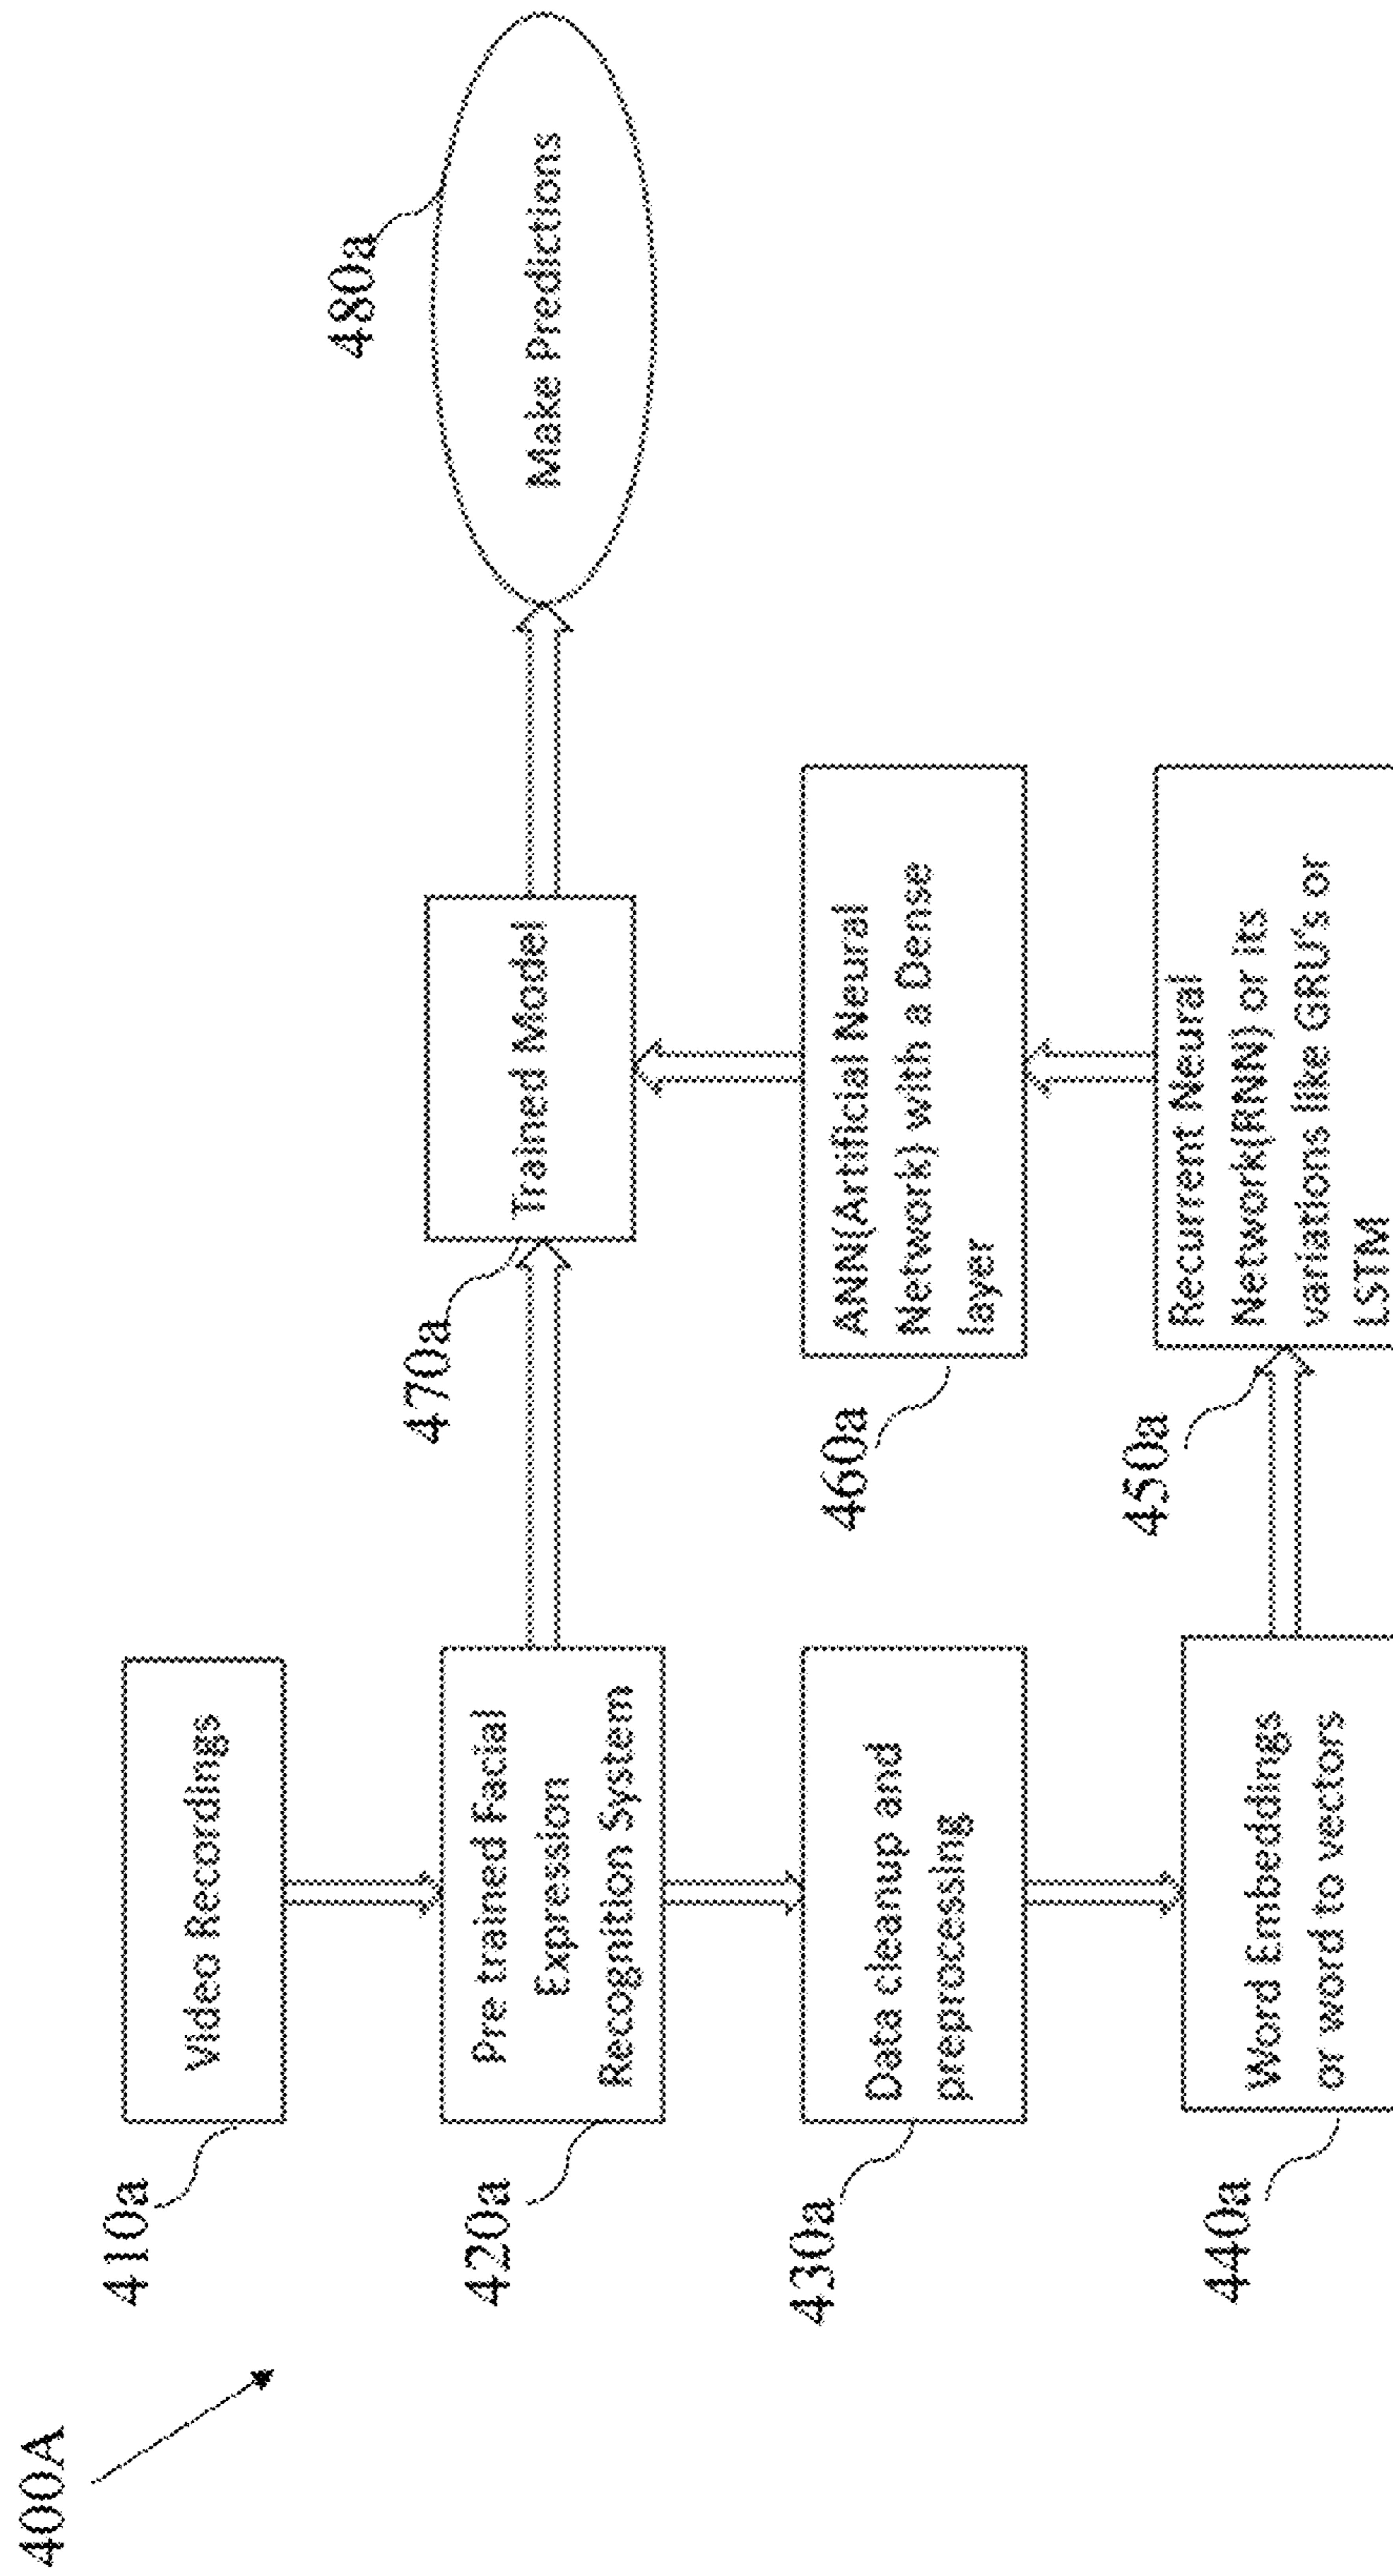 400A
410a
Video Recordings
420a
Pre trained Facial
Expression
Recognition System
430a
Data cleanup and
preprocessing
440a
Word Embeddings
or word to vectors
450a
Recurrent Neural
Network(RNN) or its
variations like GRU's or
LSTM
460a
ANN(Artificial Neural
Network) with a Dense
layer
470a
Trained Model
480a
Make Predictions